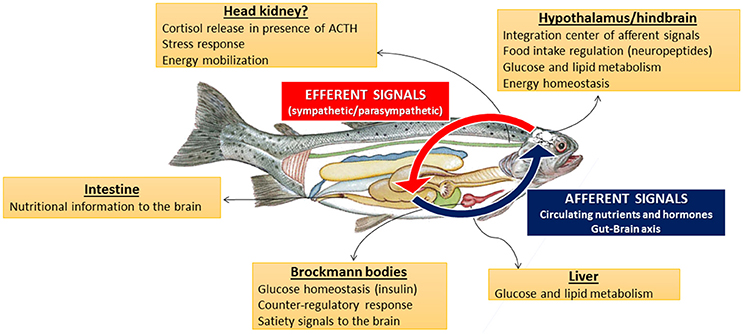 Head kidney?
Cortisol release in presence of ACTH
Stress response
Energy mobilization
Hypothalamus/hindbrain
Integration center of afferent signals
Food intake regulation (neuropeptides)
Glucose and lipid metabolism
Energy homeostasis
EFFERENT SIGNALS
(sympathetic/parasympathetic)
Intestine
Nutritional information to the brain
AFFERENT SIGNALS
Circulating nutrients and hormones
Gut-Brain axis
Brockmann bodies
Glucose homeostasis (insulin)
Counter-regulatory response
Satiety signals to the brain
Liver
Glucose and lipid metabolism